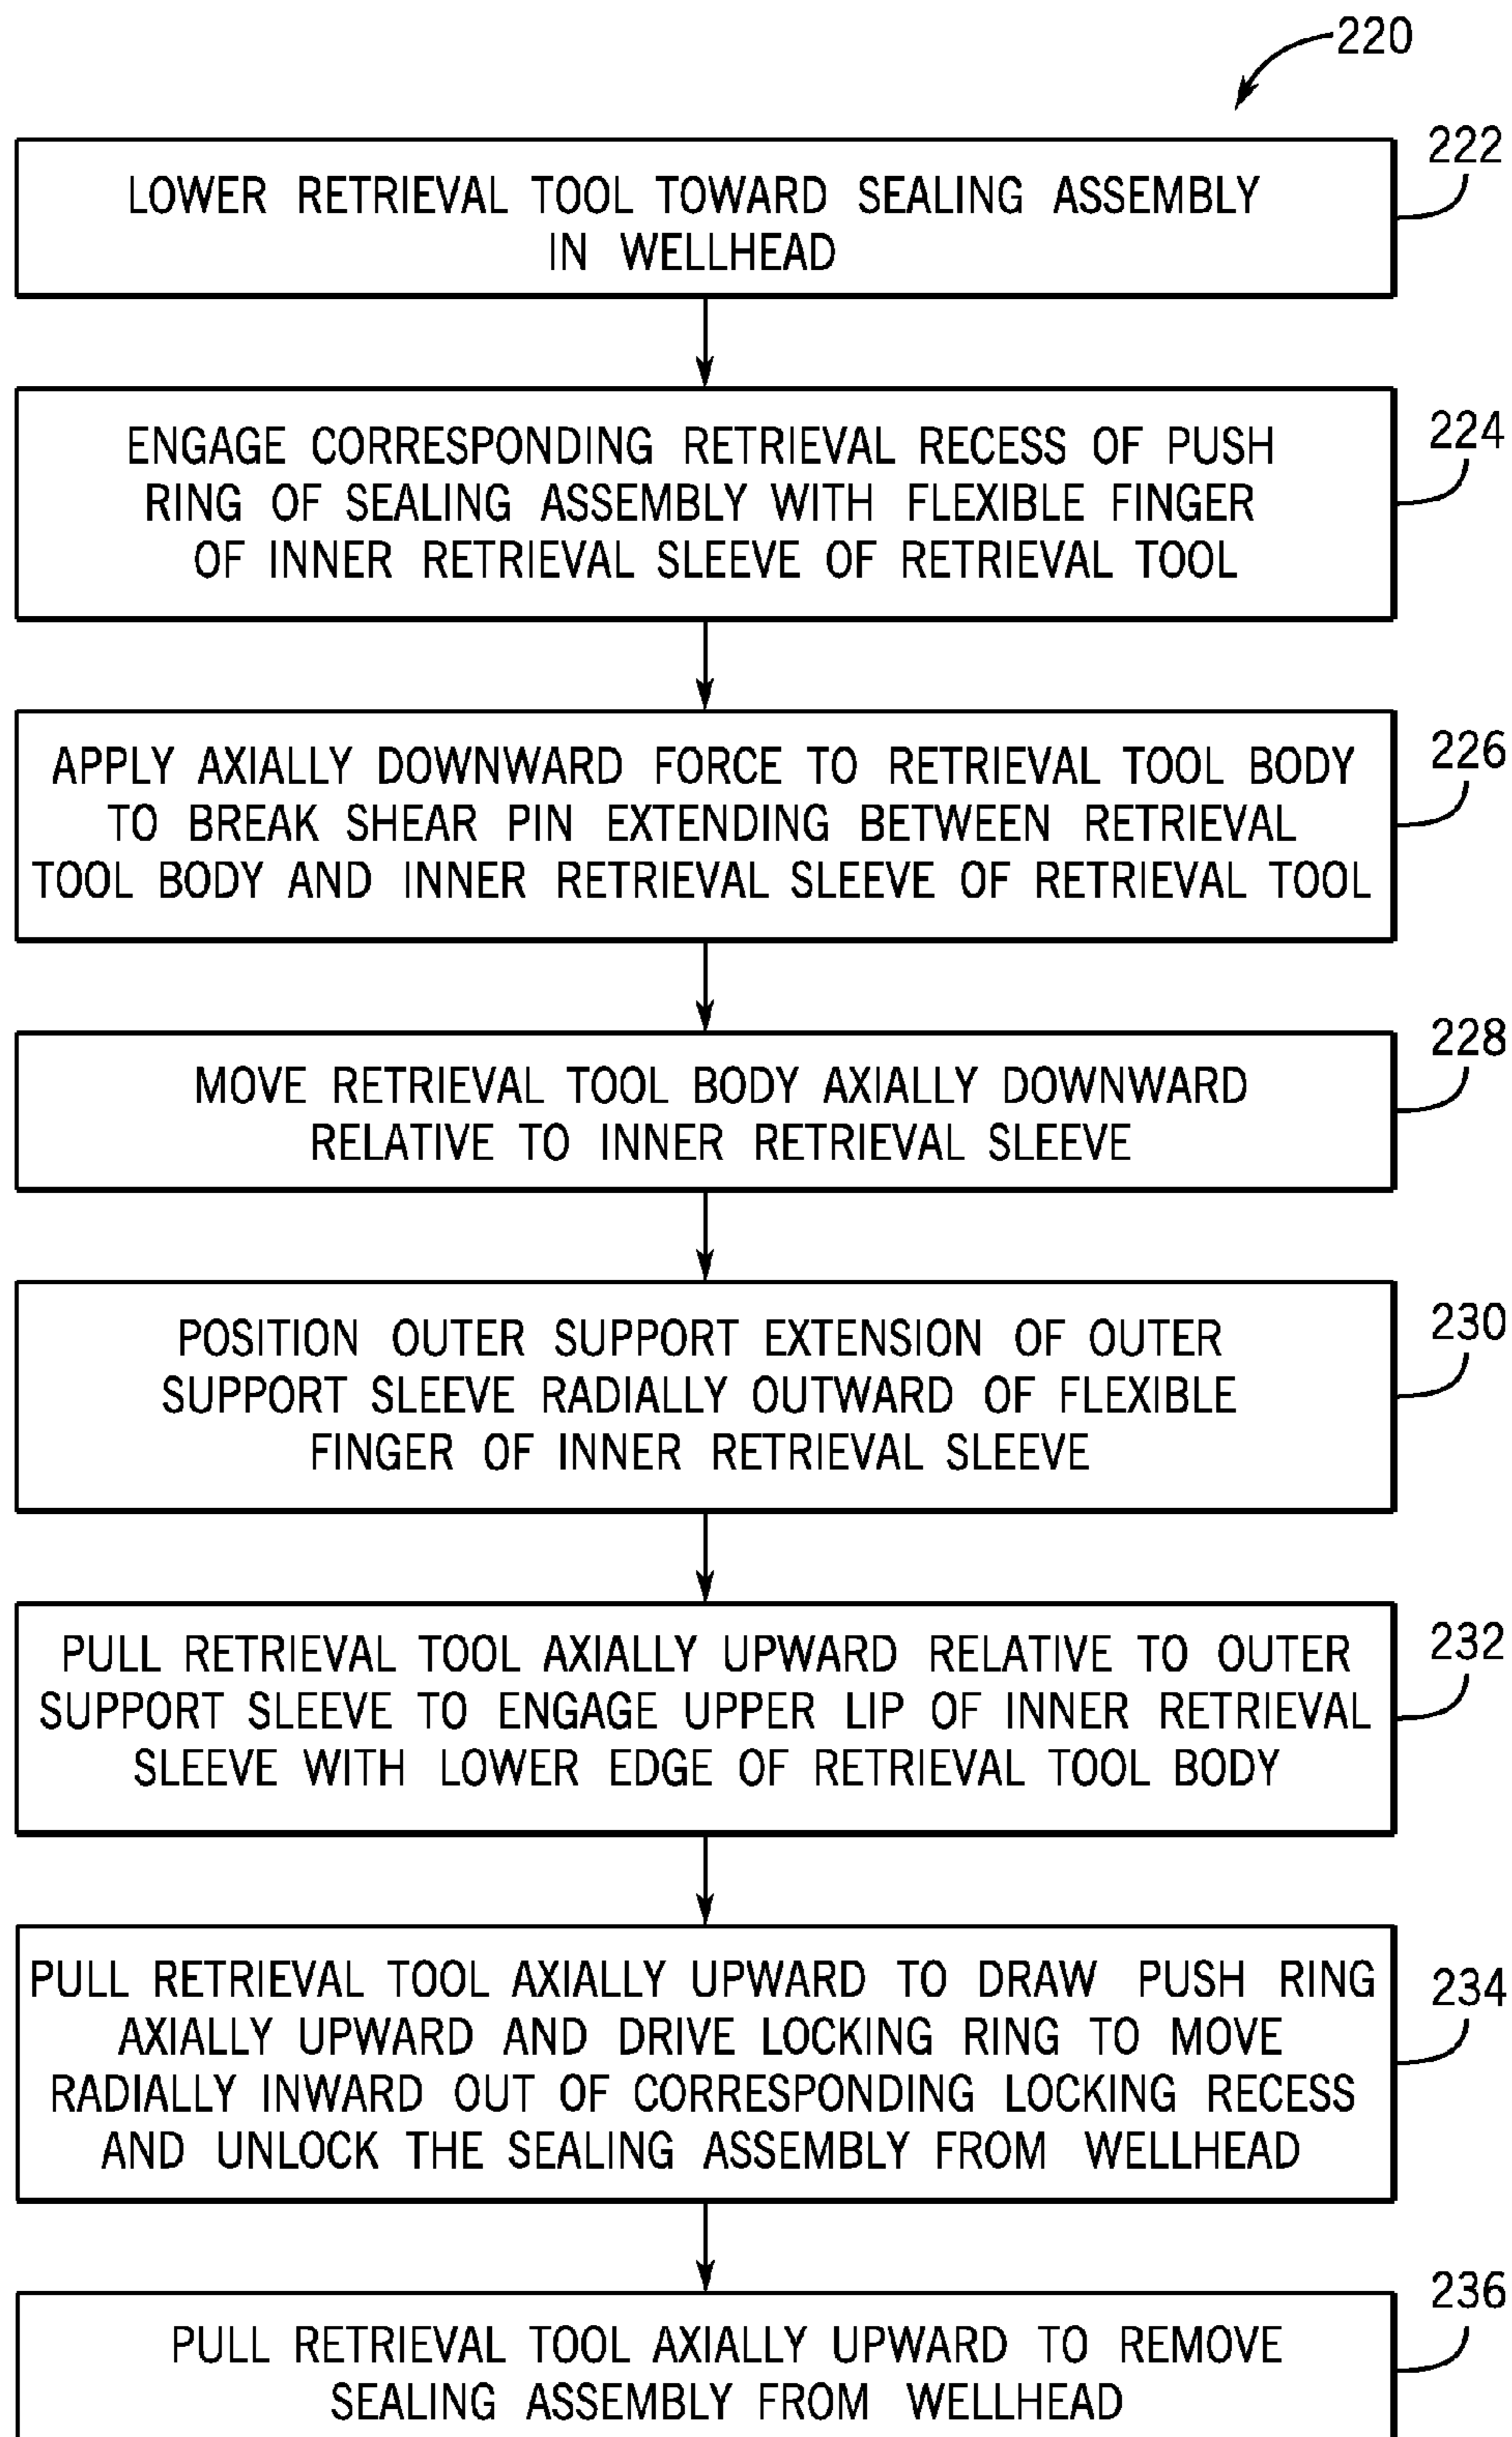 220
222
LOWER RETRIEVAL TOOL TOWARD SEALING ASSEMBLY
IN WELLHEAD
224
ENGAGE CORRESPONDING RETRIEVAL RECESS OF PUSH
RING OF SEALING ASSEMBLY WITH FLEXIBLE FINGER
OF INNER RETRIEVAL SLEEVE OF RETRIEVAL TOOL
226
APPLY AXIALLY DOWNWARD FORCE TO RETRIEVAL TOOL BODY
TO BREAK SHEAR PIN EXTENDING BETWEEN RETRIEVAL
TOOL BODY AND INNER RETRIEVAL SLEEVE OF RETRIEVAL TOOL
228
MOVE RETRIEVAL TOOL BODY AXIALLY DOWNWARD
RELATIVE TO INNER RETRIEVAL SLEEVE
230
POSITION OUTER SUPPORT EXTENSION OF OUTER
SUPPORT SLEEVE RADIALLY OUTWARD OF FLEXIBLE
FINGER OF INNER RETRIEVAL SLEEVE
232
PULL RETRIEVAL TOOL AXIALLY UPWARD RELATIVE TO OUTER
SUPPORT SLEEVE TO ENGAGE UPPER LIP OF INNER RETRIEVAL
SLEEVE WITH LOWER EDGE OF RETRIEVAL TOOL BODY
234
PULL RETRIEVAL TOOL AXIALLY UPWARD TO DRAW PUSH RING
AXIALLY UPWARD AND DRIVE LOCKING RING TO MOVE
RADIALLY INWARD OUT OF CORRESPONDING LOCKING RECESS
AND UNLOCK THE SEALING ASSEMBLY FROM WELLHEAD
236
PULL RETRIEVAL TOOL AXIALLY UPWARD TO REMOVE
SEALING ASSEMBLY FROM WELLHEAD